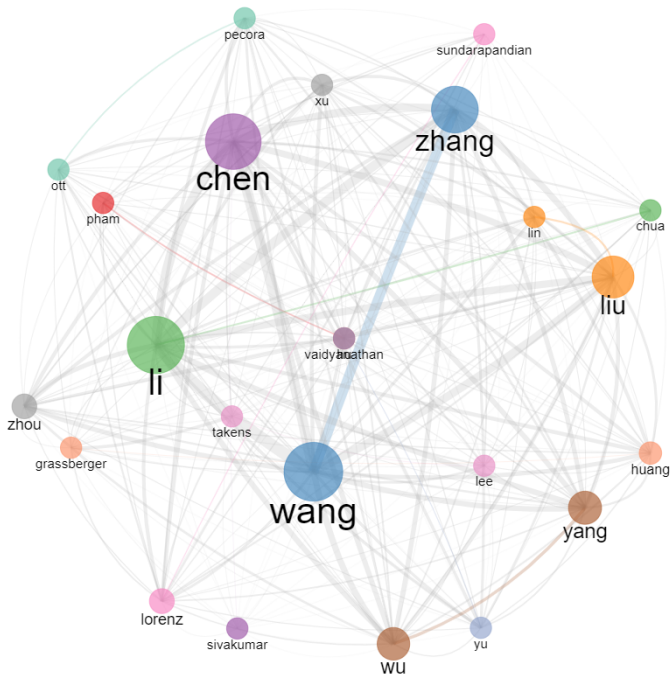 pecora
sundarapandian
xu
chen
zhang
ott
pham
lin
chua
liu
li
vaidyanathan
zhou
takens
grassberger
lee
huang
wang
yang
lorenz
sivakumar
wu
yu